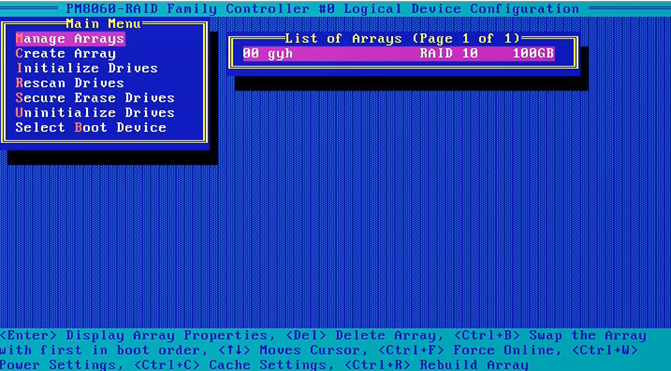 PM8060-RAID Family Controller #0 Logical Device Configuration
Main Menu
Manage Arrays
Create Array
Initialize Drives
Rescan Drives
Secure Erase Drives
Uninitialize Drives
Select Boot Device
List of Arrays (Page 1 of 1)
00 gyh RAID 10 100GB
<Enter> Display Array Properties, <Del> Delete Array, <Ctrl+B> Swap the Array
with first in boot order, <↑↓> Moves Cursor, <Ctrl+F> Force Online, <Ctrl+W>
Power Settings, <Ctrl+C> Cache Settings, <Ctrl+R> Rebuild Array